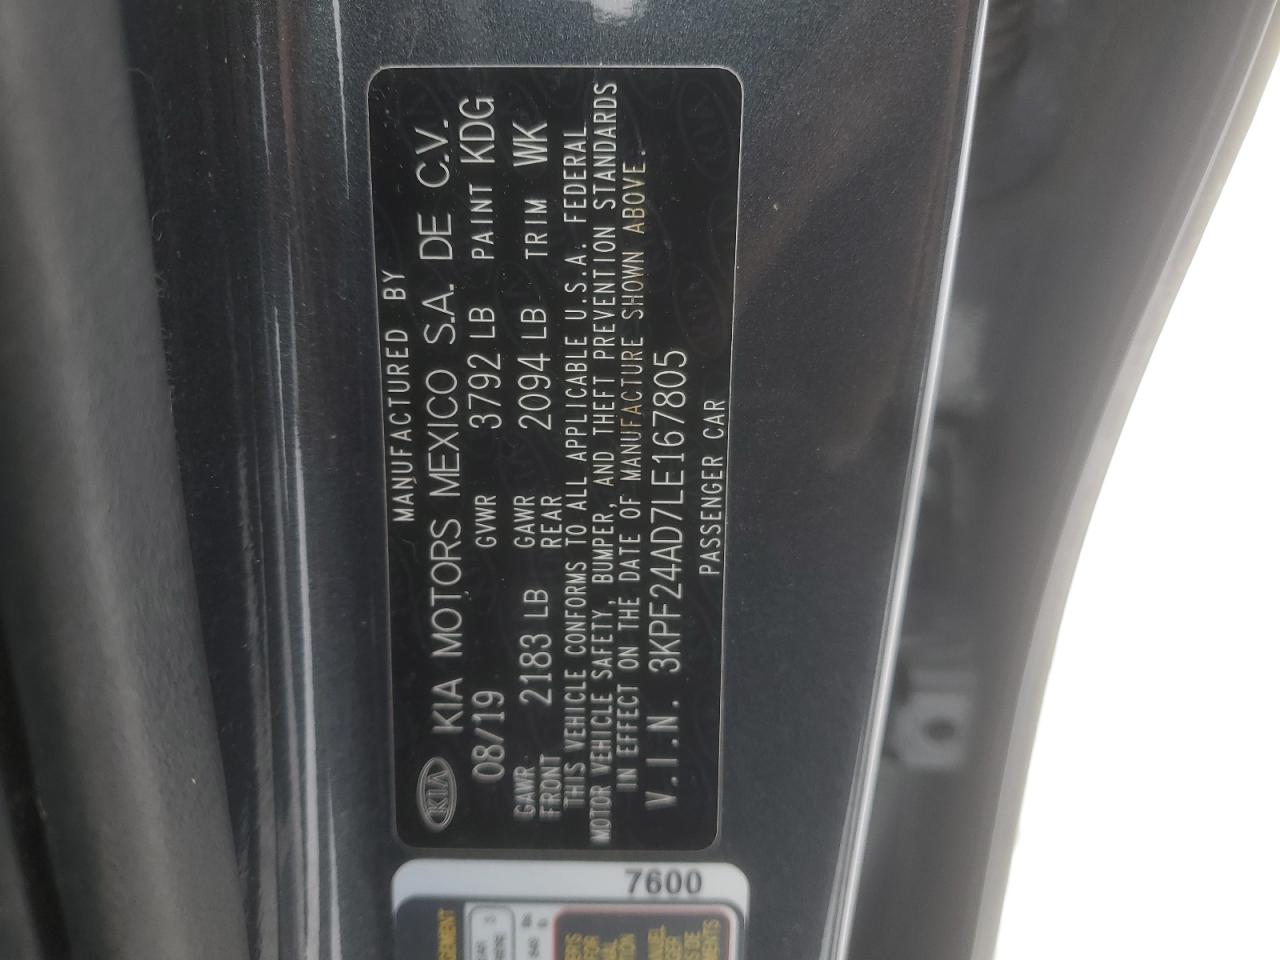 MANUFACTURED BY
KIA KIA MOTORS MEXICO S.A. DE C.V.
08/19 GVWR 3792 LB PAINT KDG
GAWR FRONT 2183 LB GAWR REAR 2094 LB TRIM WK
THIS VEHICLE CONFORMS TO ALL APPLICABLE U.S.A. FEDERAL
MOTOR VEHICLE SAFETY, BUMPER, AND THEFT PREVENTION STANDARDS
IN EFFECT ON THE DATE OF MANUFACTURE SHOWN ABOVE.
V.I.N. 3KPF24AD7LE167805
PASSENGER CAR
7600